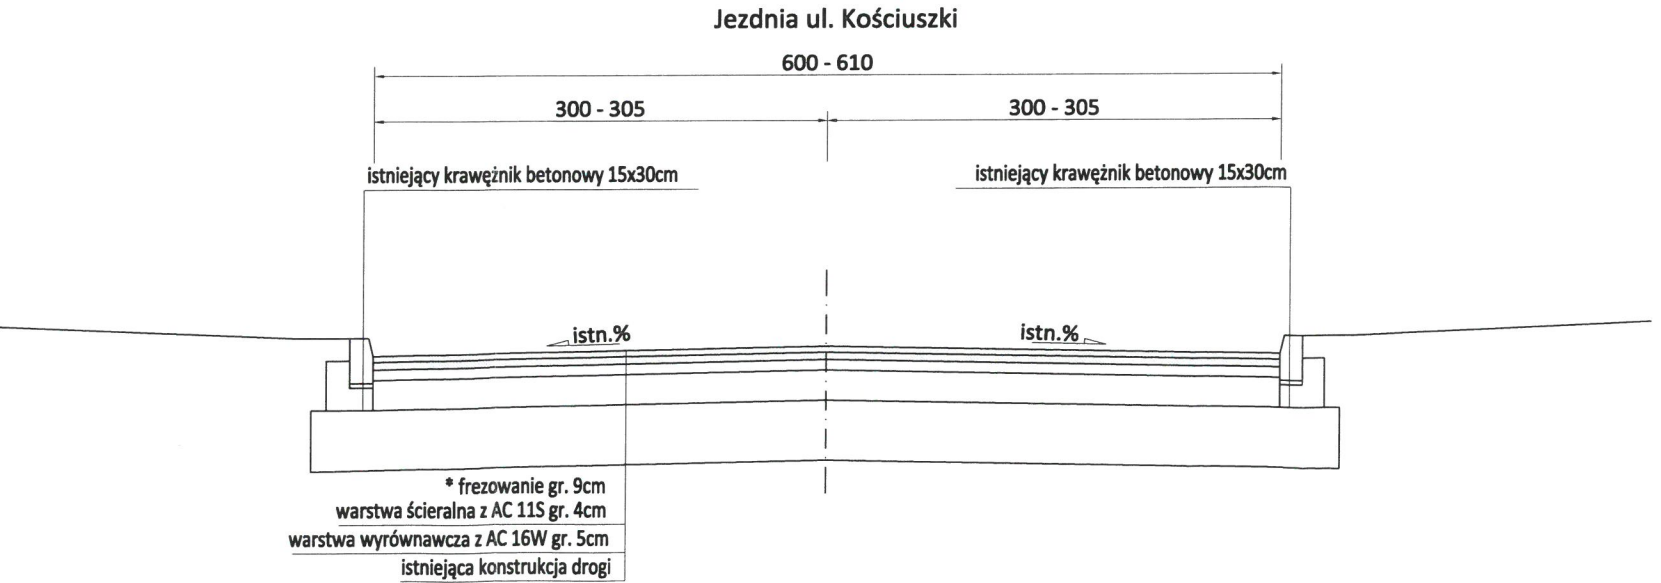 Jezdnia ul. Kościuszki
600 - 610
300 - 305
300 - 305
istniejący krawężnik betonowy 15x30cm
istniejący krawężnik betonowy 15x30cm
istn.%
istn.%
* frezowanie gr. 9cm
warstwa ścieralna z AC 11S gr. 4cm
warstwa wyrównawcza z AC 16W gr. 5cm
istniejąca konstrukcja drogi